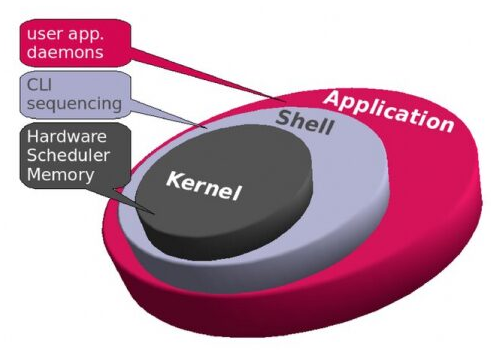 user app.
daemons
CLI
sequencing
Hardware
Scheduler
Memory
Application
Shell
Kernel